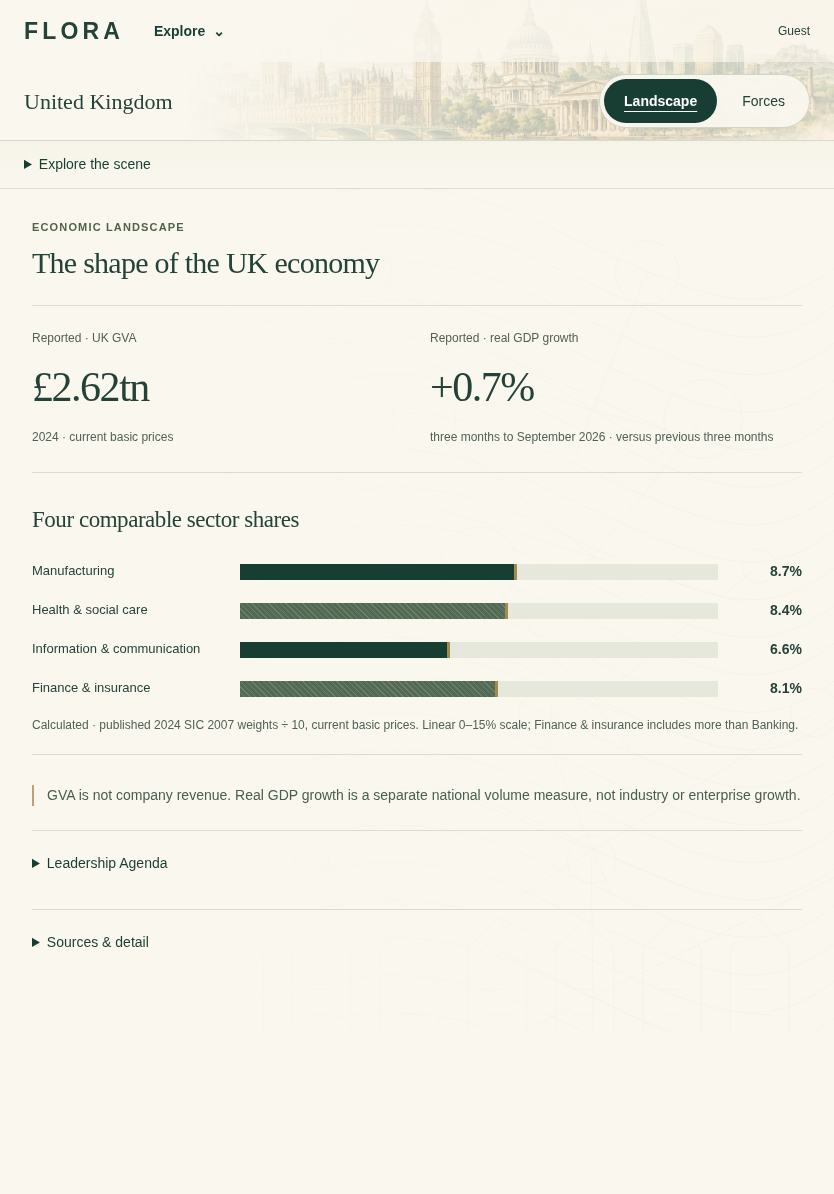 FLORA
Explore
Guest
United Kingdom
Landscape
Forces
Explore the scene
ECONOMIC LANDSCAPE
The shape of the UK economy
Reported · UK GVA
£2.62tn
2024 · current basic prices
Reported · real GDP growth
+0.7%
three months to September 2026 · versus previous three months
Four comparable sector shares
Manufacturing 8.7%
Health & social care 8.4%
Information & communication 6.6%
Finance & insurance 8.1%
Calculated · published 2024 SIC 2007 weights ÷ 10, current basic prices. Linear 0–15% scale; Finance & insurance includes more than Banking.
GVA is not company revenue. Real GDP growth is a separate national volume measure, not industry or enterprise growth.
Leadership Agenda
Sources & detail